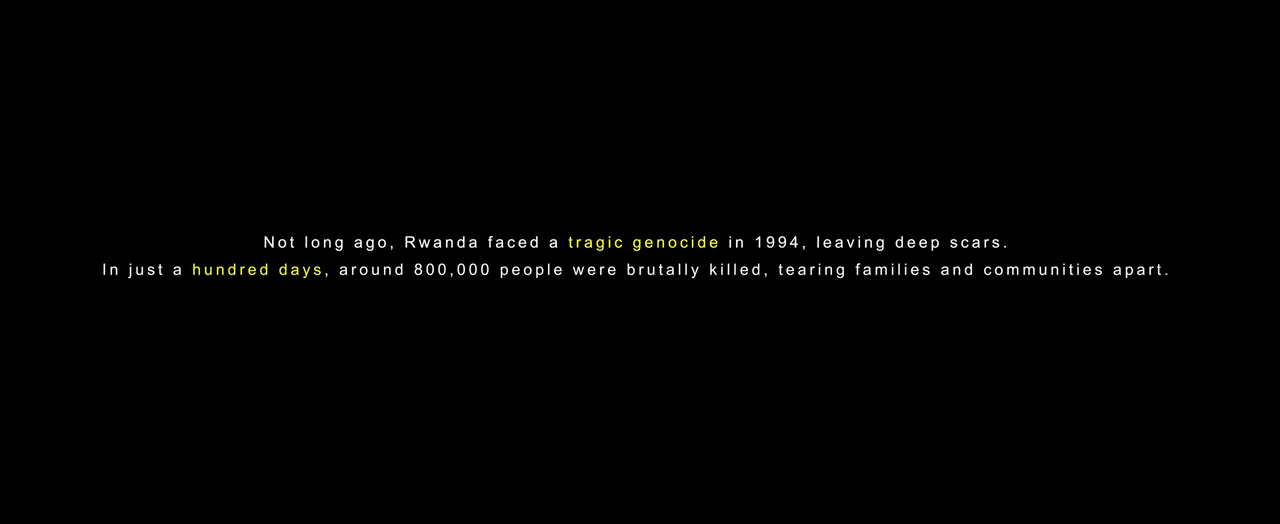 Not long ago, Rwanda faced a tragic genocide in 1994, leaving deep scars.
In just a hundred days, around 800,000 people were brutally killed, tearing families and communities apart.